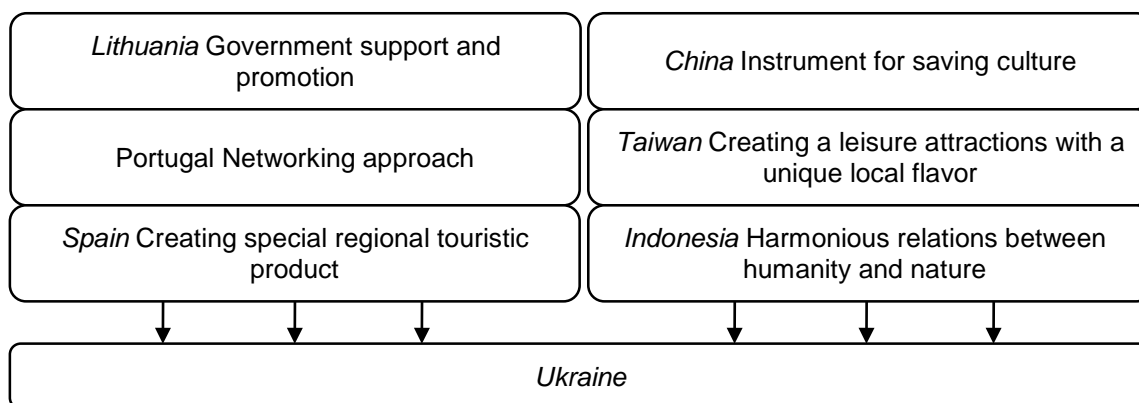 Lithuania Government support and
promotion
Portugal Networking approach
Spain Creating special regional touristic
product
China Instrument for saving culture
Taiwan Creating a leisure attractions with a
unique local flavor
Indonesia Harmonious relations between
humanity and nature
Ukraine